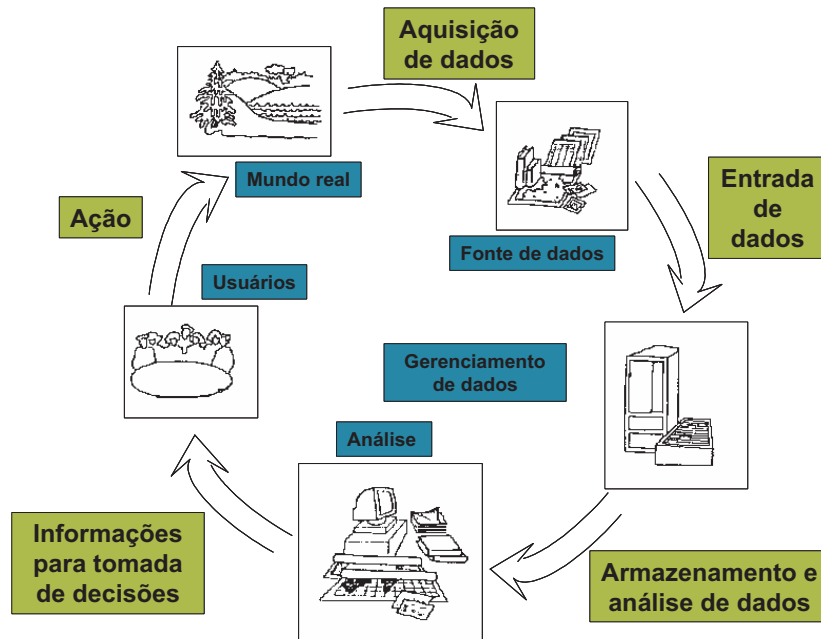 Aquisição
de dados
Mundo real
Entrada
de
dados
Ação
Fonte de dados
Usuários
Gerenciamento
de dados
Análise
Informações
para tomada
de decisões
Armazenamento e
análise de dados